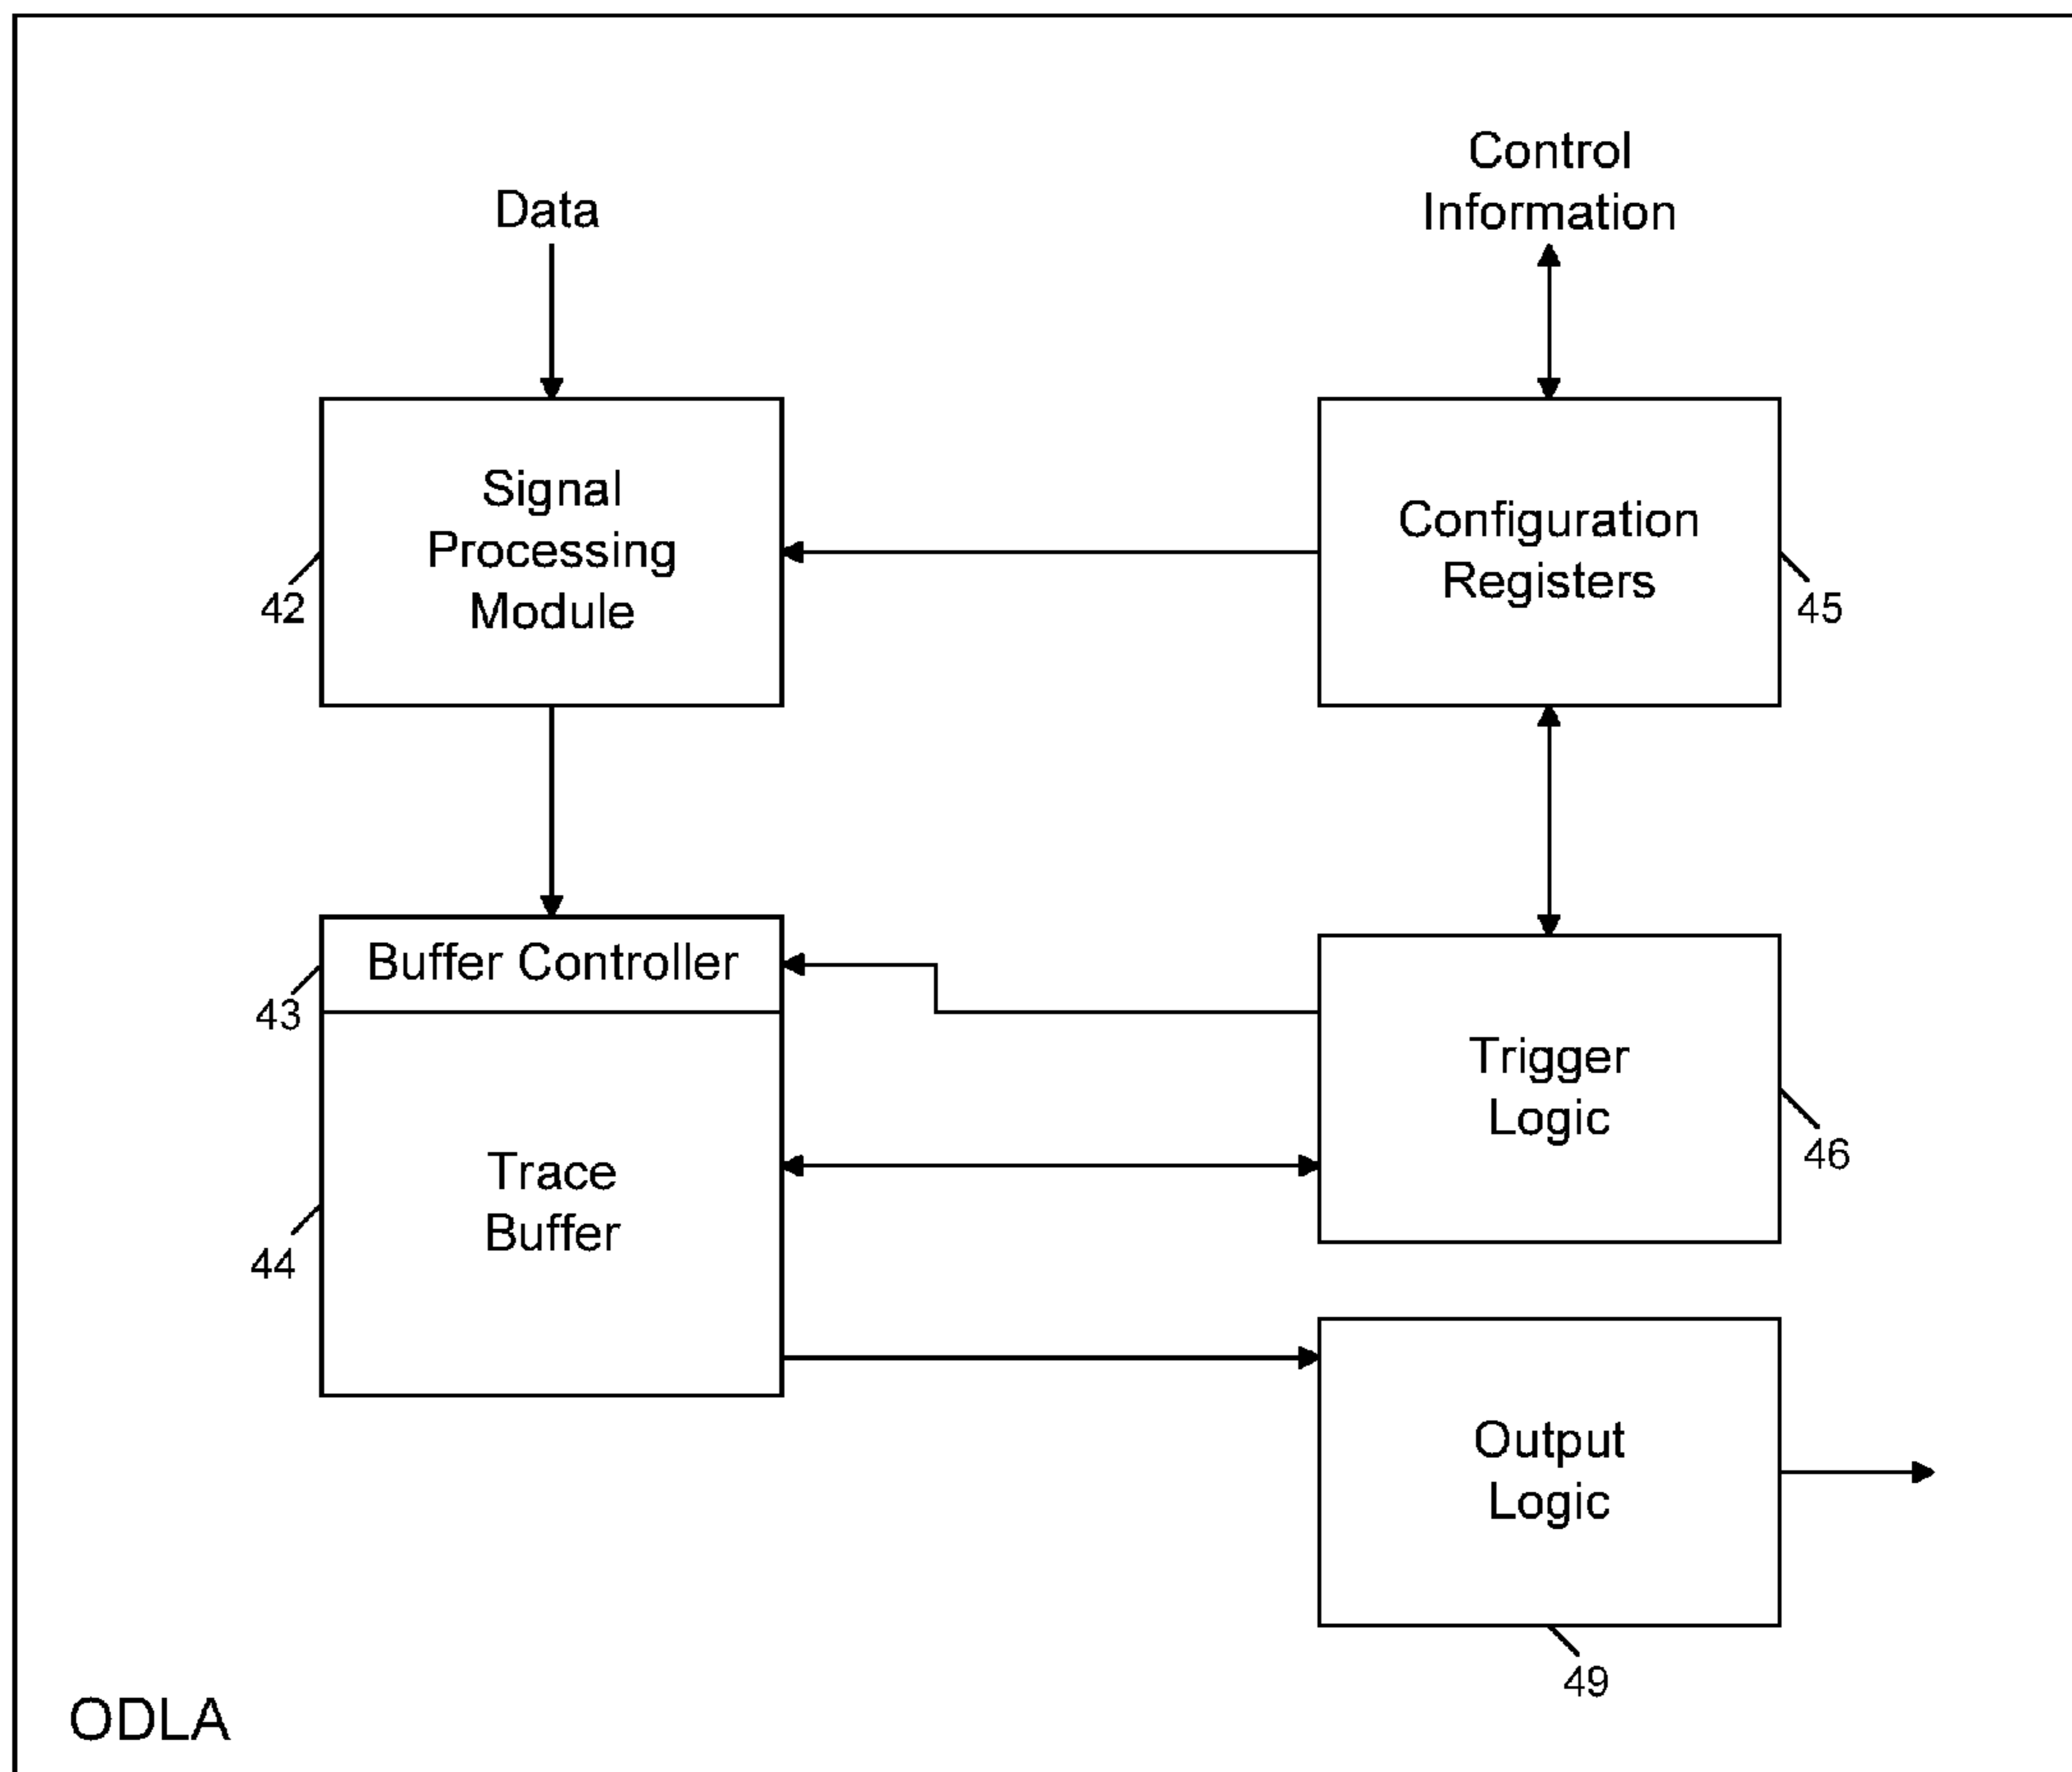 Control
Information
Data
Signal
Processing
Module
42
Configuration
Registers
45
Buffer Controller
43
Trace
Buffer
44
Trigger
Logic
46
Output
Logic
49
ODLA